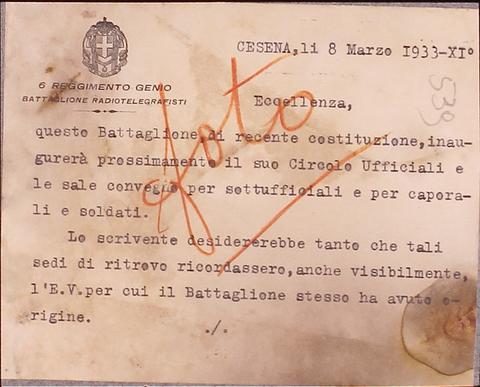 CESENA,li 8 Marzo 1933-XI°
6 REGGIMENTO GENIO
BATTAGLIONE RADIOTELEGRAFISTI
foto
539
Eccellenza,
questo Battaglione,di recente costituzione,inau-
gurerà prossimamente il suo Circolo Ufficiali e
le sale convegno per sottufficiali e per capora-
li e soldati.
Lo scrivente desidererebbe tanto che tali
sedi di ritrovo ricordassero,anche visibilmente,
l'E.V.per cui il Battaglione stesso ha avuto o-
rigine.
./.